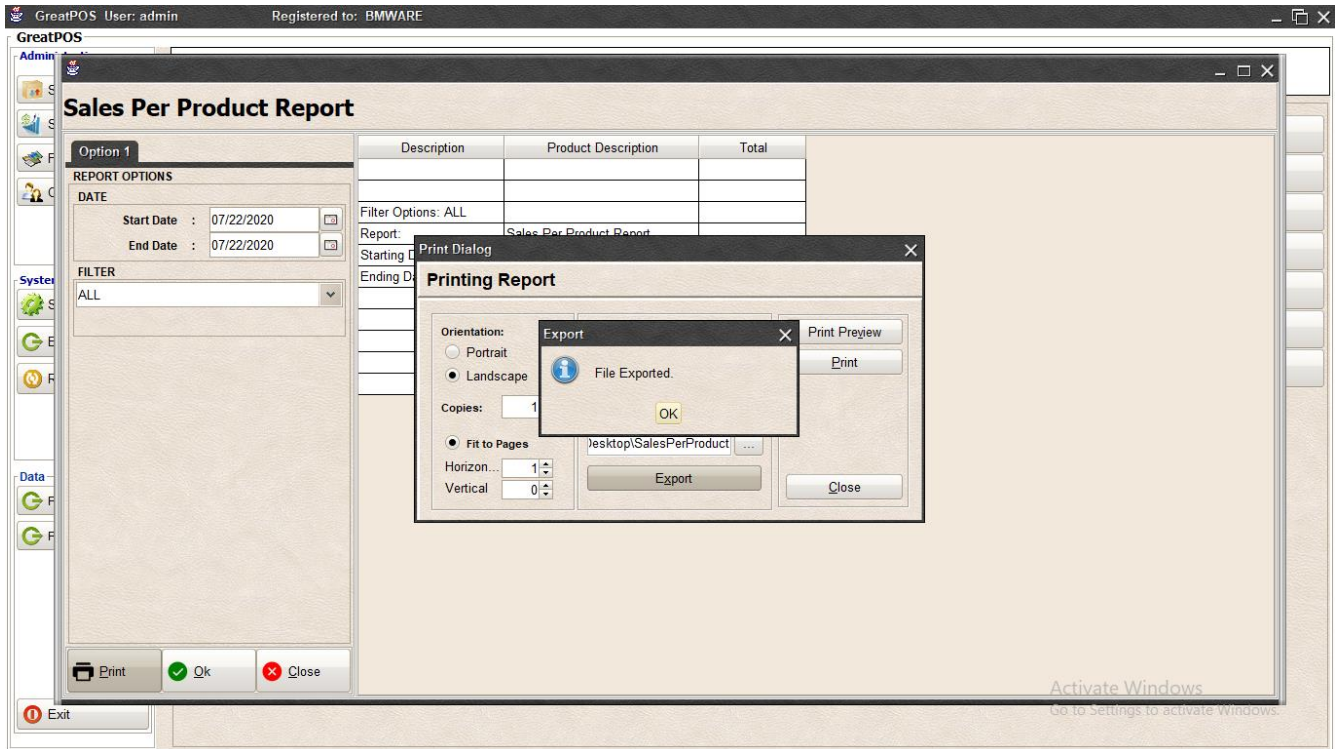 GreatPOS User: admin Registered to: BMWARE
GreatPOS
Sales Per Product Report
Option 1
REPORT OPTIONS
DATE
Start Date : 07/22/2020
End Date : 07/22/2020
FILTER
ALL
Description Product Description Total
Filter Options: ALL
Report: Sales Per Product Report
Starting
Ending
Print Dialog
Printing Report
Orientation:
Portrait
Landscape
Copies: 1
Fit to Pages
Horizon... 1
Vertical 0
Export
File Exported.
OK
Desktop\SalesPerProduct ...
Export
Print Preview
Print
Close
Print Ok Close
Data
Exit
Activate Windows
Go to Settings to activate Windows.